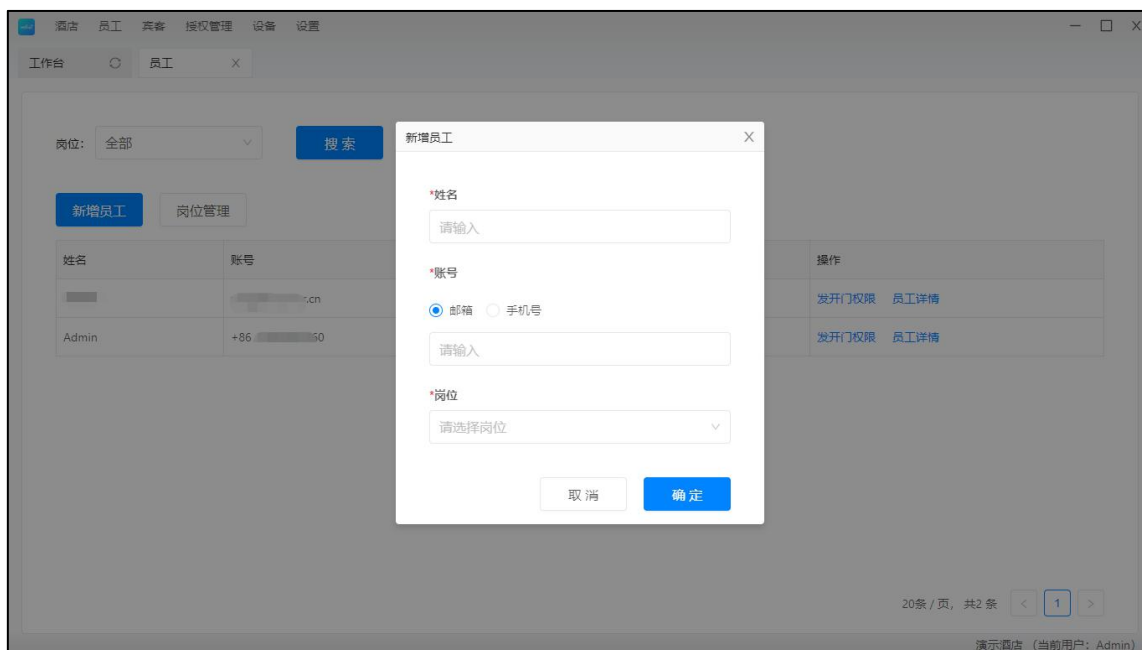 酒店 员工 宾客 授权管理 设备 设置
工作台 员工
岗位： 全部 搜索
新增员工 岗位管理
姓名 账号 操作
r.cn 发开门权限 员工详情
Admin +86 60 发开门权限 员工详情
新增员工
*姓名
请输入
*账号
邮箱 手机号
请输入
*岗位
请选择岗位
取消 确定
20条 / 页， 共2 条 < 1 >
演示酒店 （当前用户：Admin）